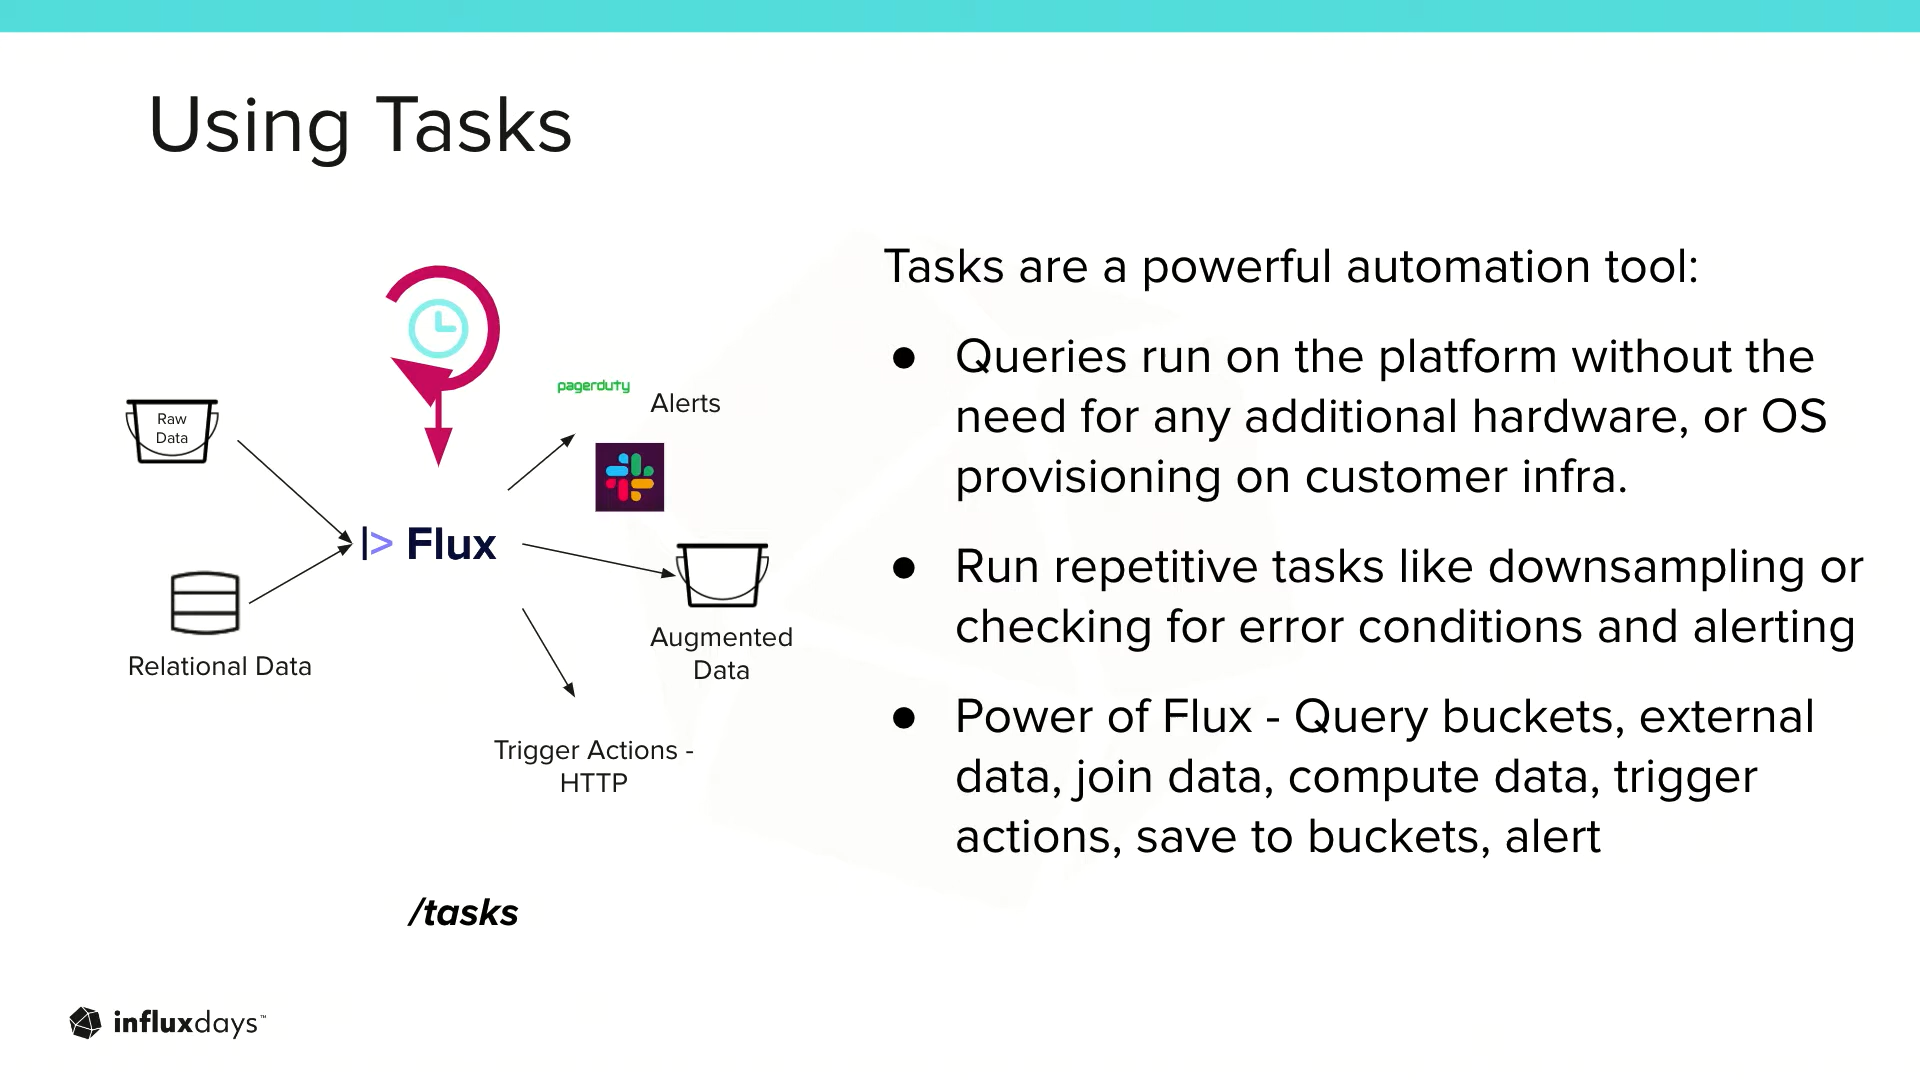 Using Tasks
Raw
Data
Relational Data
|> Flux
pagerduty
Alerts
Augmented
Data
Trigger Actions -
HTTP
/tasks
Tasks are a powerful automation tool:
● Queries run on the platform without the
need for any additional hardware, or OS
provisioning on customer infra.
● Run repetitive tasks like downsampling or
checking for error conditions and alerting
● Power of Flux - Query buckets, external
data, join data, compute data, trigger
actions, save to buckets, alert
influxdays™